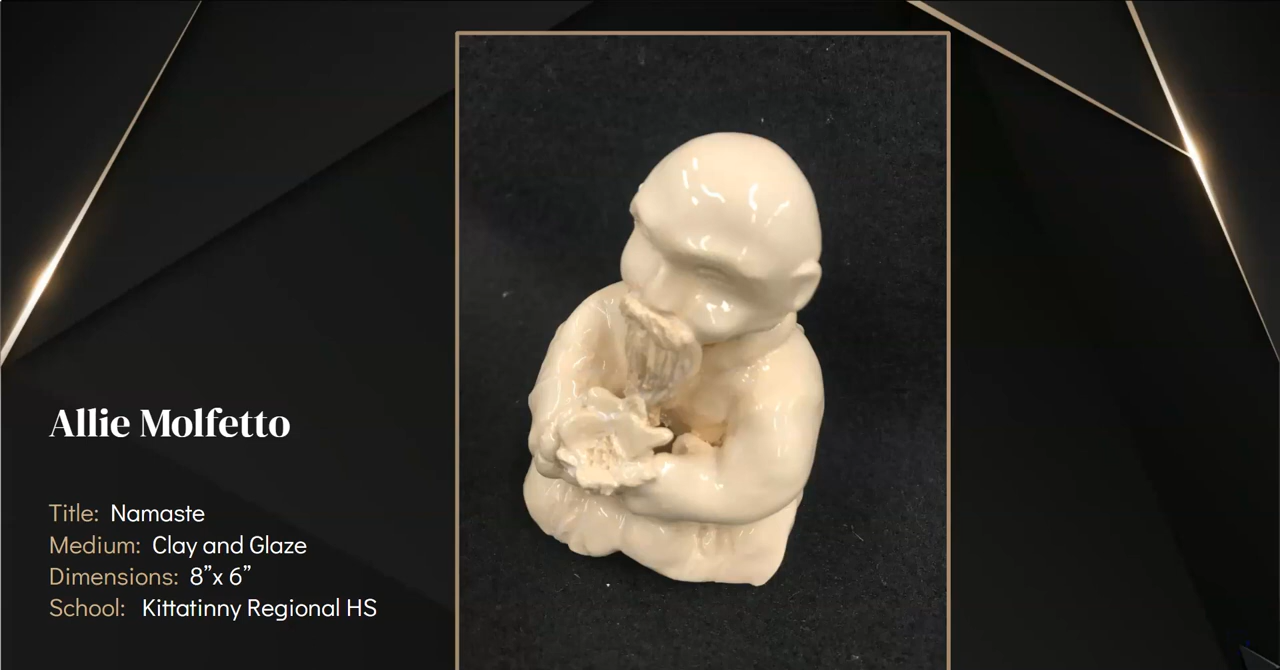 Allie Molfetto
Title: Namaste
Medium: Clay and Glaze
Dimensions: 8”x 6”
School: Kittatinny Regional HS